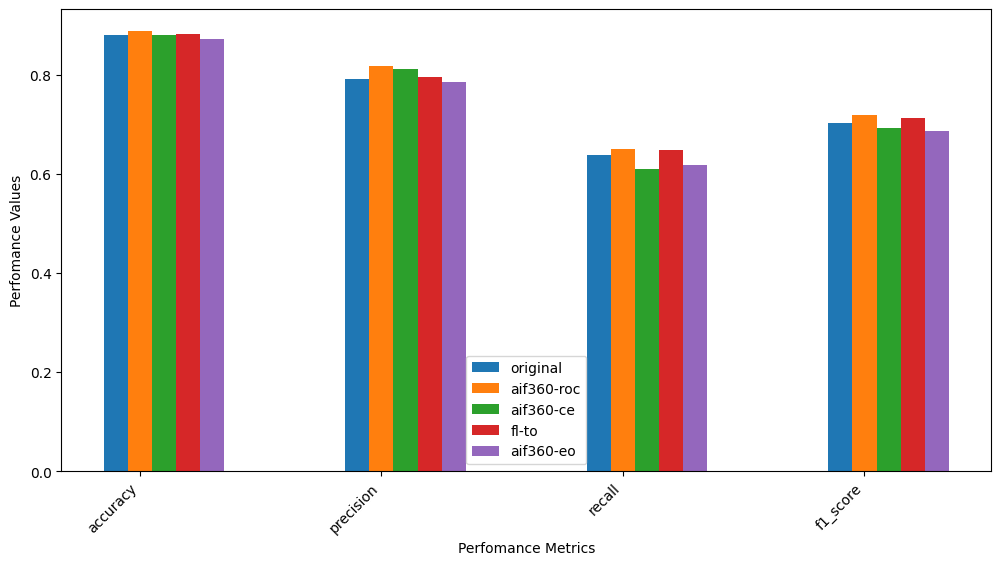 Perfomance Values
0.8
0.6
0.4
0.2
0.0
original
aif360-roc
aif360-ce
fl-to
aif360-eo
accuracy
precision
recall
f1_score
Perfomance Metrics